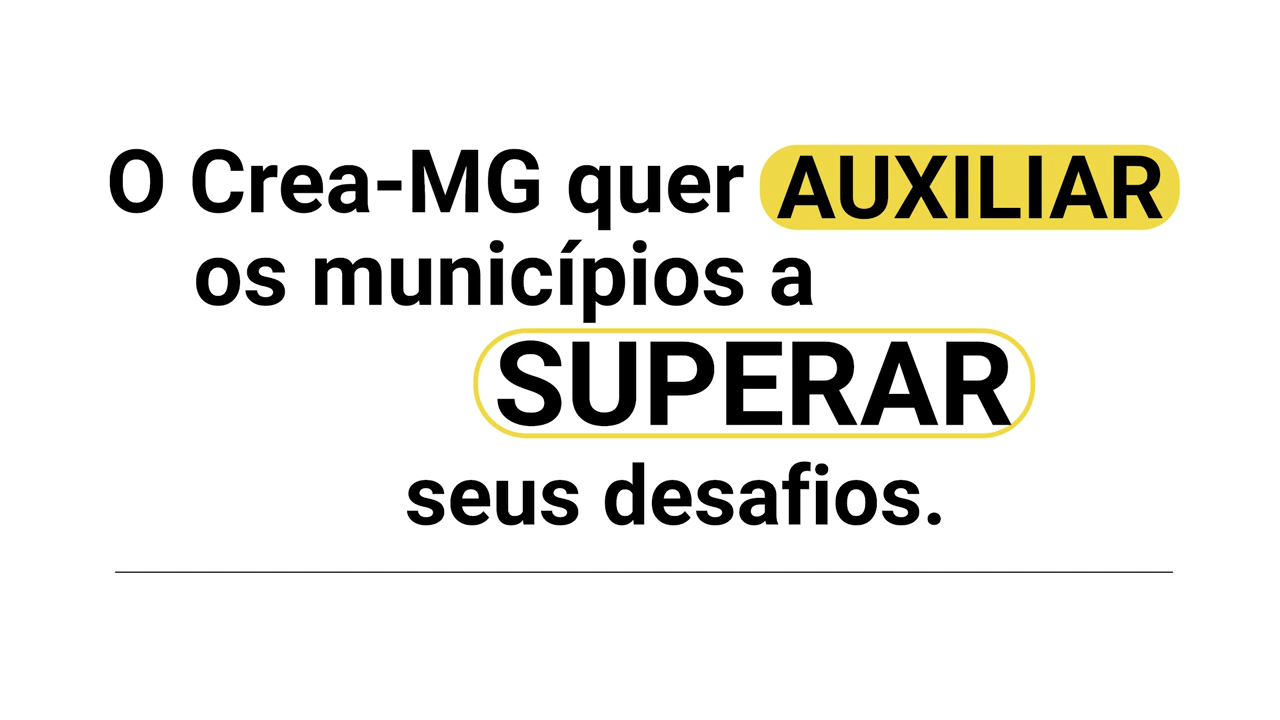 O Crea-MG quer AUXILIAR
os municípios a
SUPERAR
seus desafios.